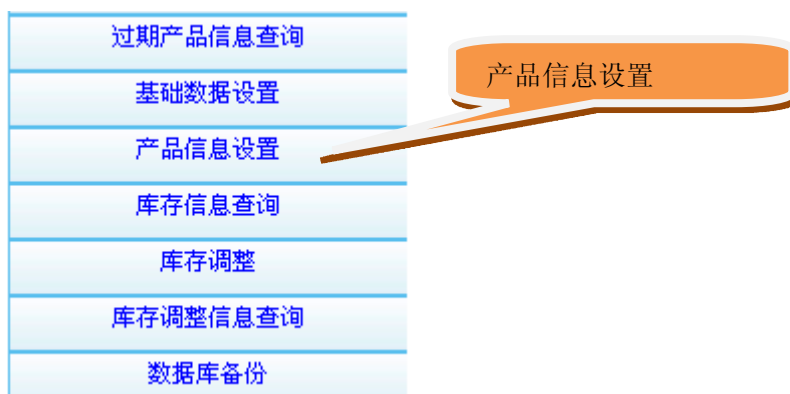 过期产品信息查询
基础数据设置
产品信息设置
库存信息查询
库存调整
库存调整信息查询
数据库备份
产品信息设置